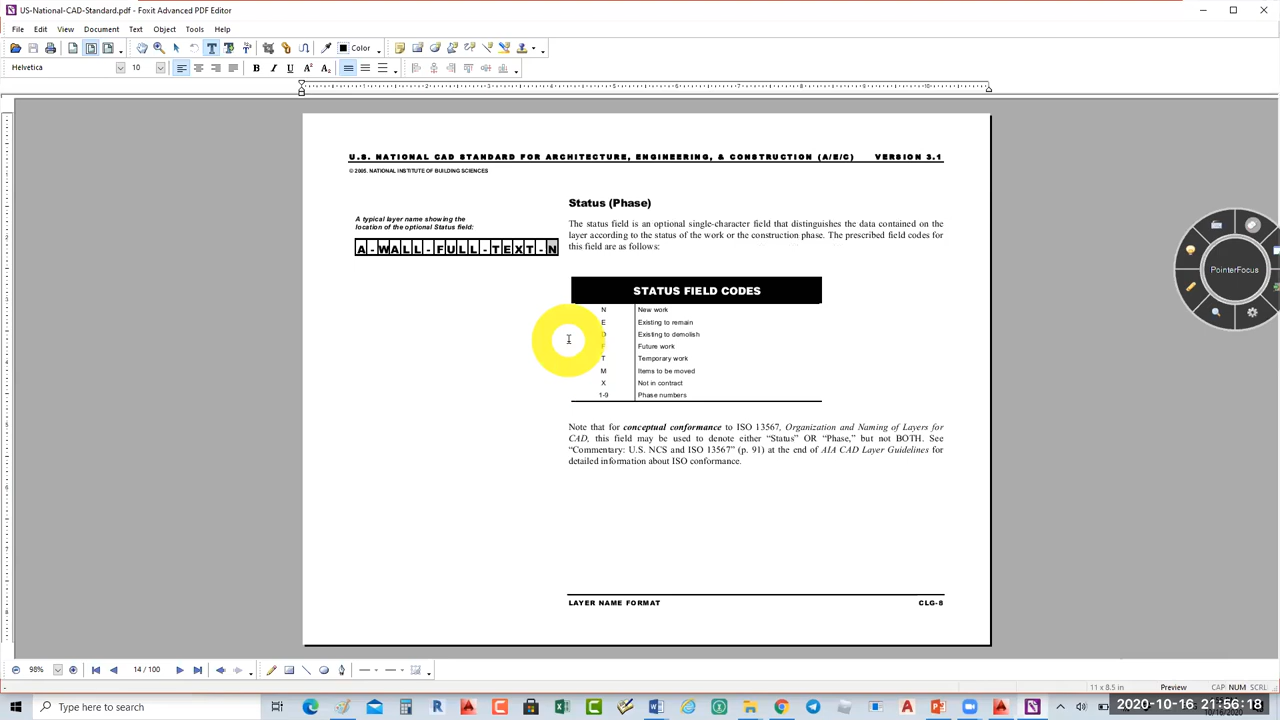 US-National-CAD-Standard.pdf - Foxit Advanced PDF Editor
File Edit View Document Text Object Tools Help
Color
Helvetica 10
U.S. NATIONAL CAD STANDARD FOR ARCHITECTURE, ENGINEERING, & CONSTRUCTION (A/E/C) VERSION 3.1
© 2005. NATIONAL INSTITUTE OF BUILDING SCIENCES
A typical layer name showing the
location of the optional Status field:
A-WALL-FULL-TEXT-N
Status (Phase)
The status field is an optional single-character field that distinguishes the data contained on the
layer according to the status of the work or the construction phase. The prescribed field codes for
this field are as follows:
STATUS FIELD CODES
N New work
E Existing to remain
D Existing to demolish
F Future work
T Temporary work
M Items to be moved
X Not in contract
1-9 Phase numbers
Note that for conceptual conformance to ISO 13567, Organization and Naming of Layers for
CAD, this field may be used to denote either “Status” OR “Phase,” but not BOTH. See
“Commentary: U.S. NCS and ISO 13567” (p. 91) at the end of AIA CAD Layer Guidelines for
detailed information about ISO conformance.
LAYER NAME FORMAT CLG-8
PointerFocus
98% 14 / 100
11 x 8.5 in Preview CAP NUM SCRL
Type here to search
2020-10-16 21:56:18